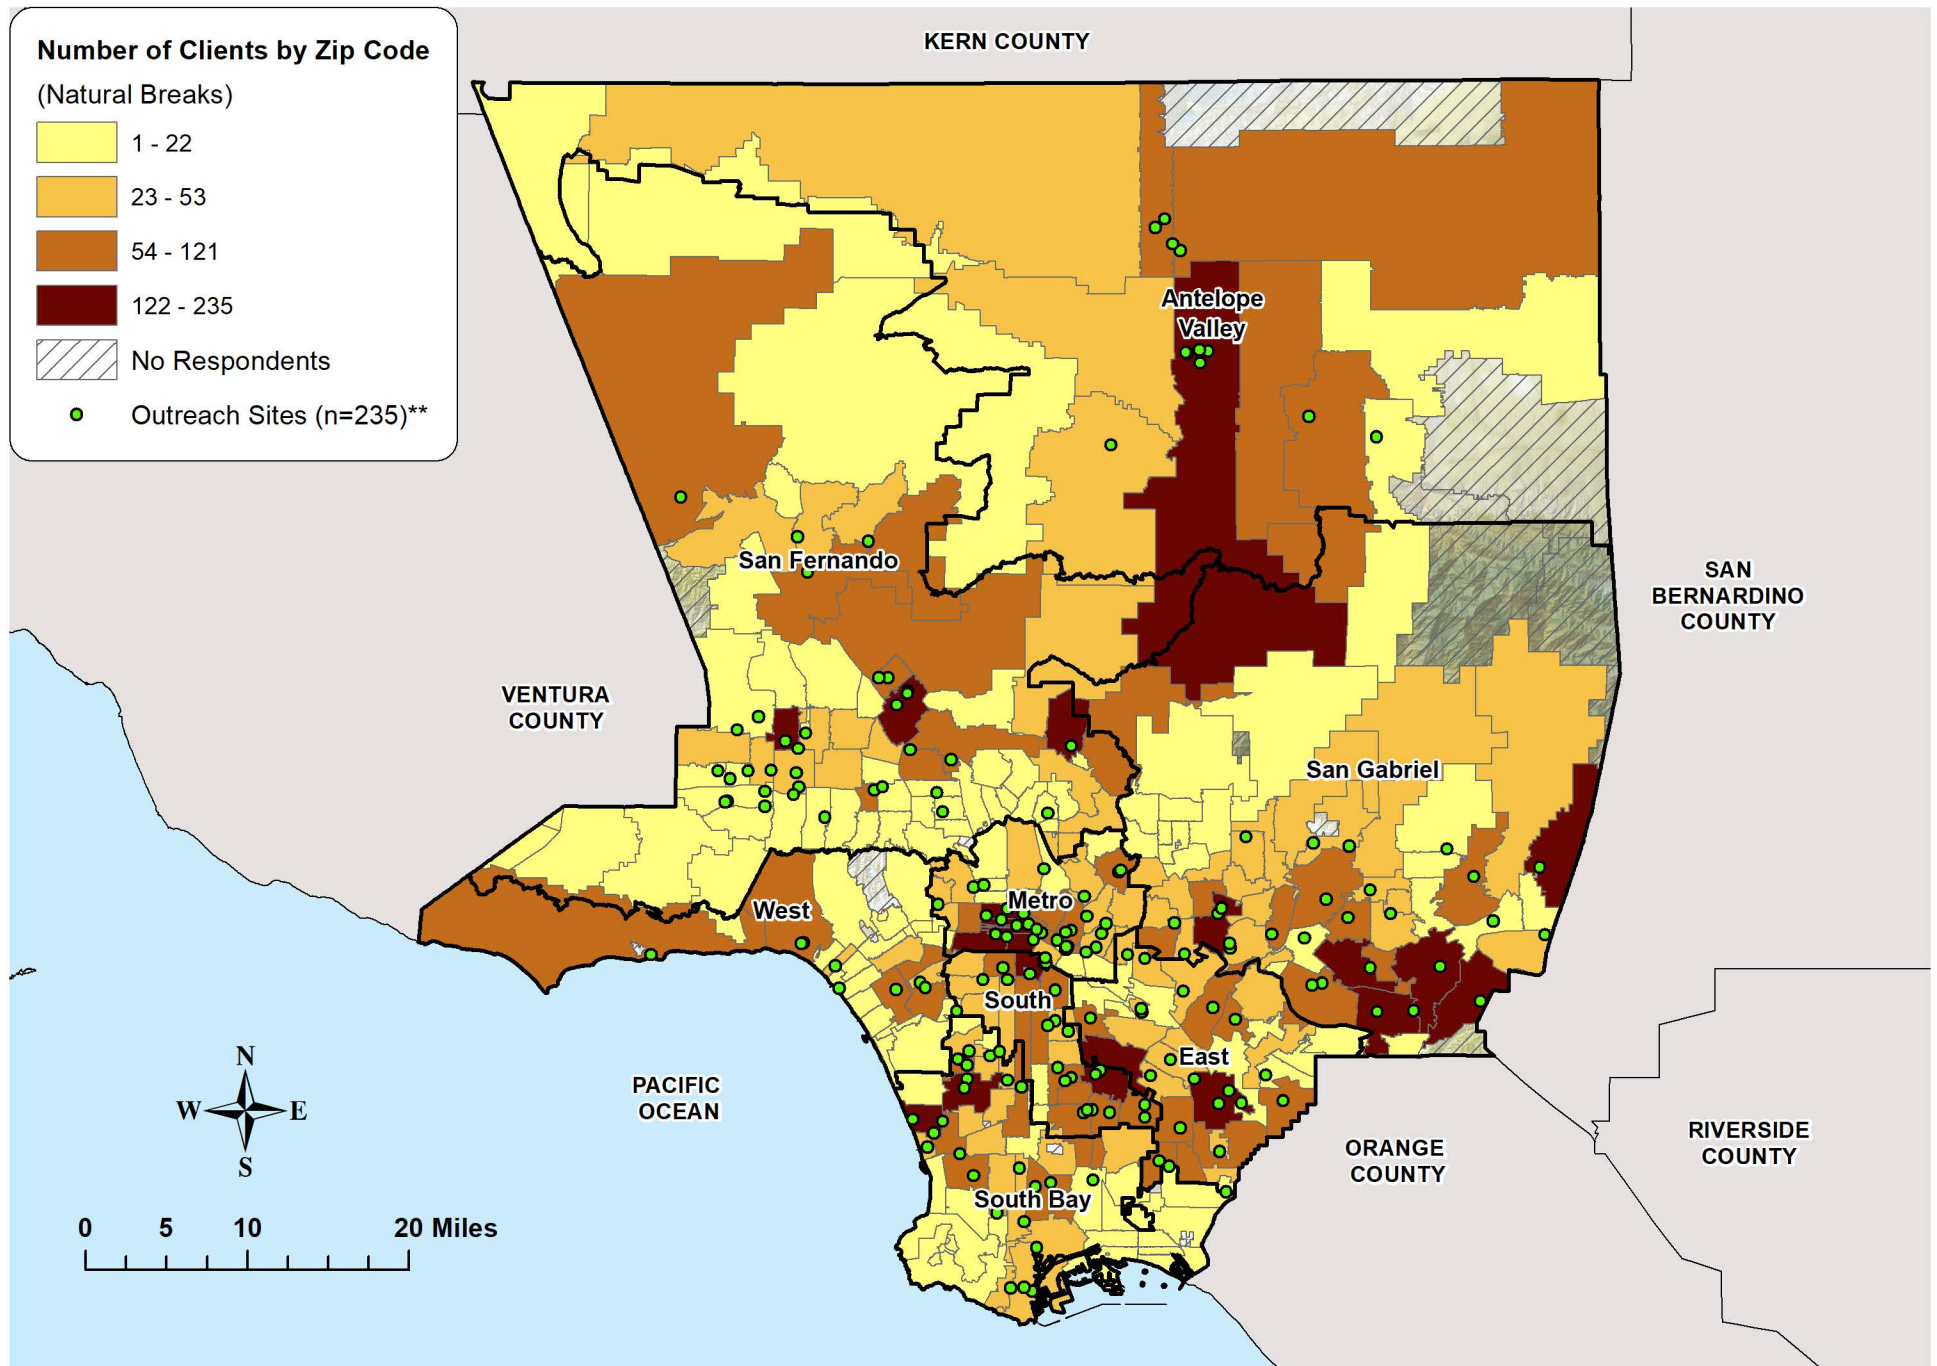 Number of Clients by Zip Code
(Natural Breaks)
1 - 22
23 - 53
54 - 121
122 - 235
No Respondents
Outreach Sites (n=235)**
KERN COUNTY
Antelope
Valley
San Fernando
SAN
BERNARDINO
COUNTY
VENTURA
COUNTY
San Gabriel
Metro
West
South
East
PACIFIC
OCEAN
N
W E
S
ORANGE
COUNTY
RIVERSIDE
COUNTY
South Bay
0 5 10 20 Miles